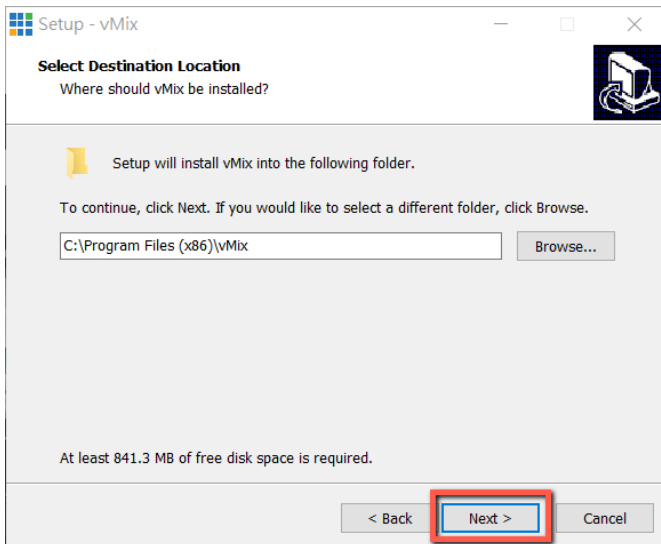 Setup - vMix
Select Destination Location
Where should vMix be installed?
Setup will install vMix into the following folder.
To continue, click Next. If you would like to select a different folder, click Browse.
C:\Program Files (x86)\vMix
Browse...
At least 841.3 MB of free disk space is required.
< Back
Next >
Cancel